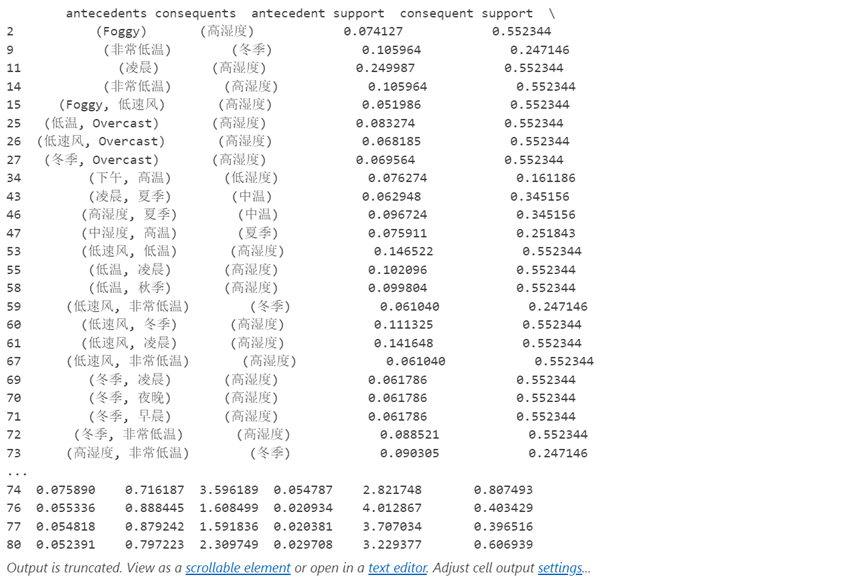 antecedents consequents antecedent support consequent support \
2 (Foggy) (高湿度) 0.074127 0.552344
9 (非常低温) (冬季) 0.105964 0.247146
11 (凌晨) (高湿度) 0.249987 0.552344
14 (非常低温) (高湿度) 0.105964 0.552344
15 (Foggy, 低速风) (高湿度) 0.051986 0.552344
25 (低温, Overcast) (高湿度) 0.083274 0.552344
26 (低速风, Overcast) (高湿度) 0.068185 0.552344
27 (冬季, Overcast) (高湿度) 0.069564 0.552344
34 (下午, 高温) (低湿度) 0.076274 0.161186
43 (凌晨, 夏季) (中温) 0.062948 0.345156
46 (高湿度, 夏季) (中温) 0.096724 0.345156
47 (中湿度, 高温) (夏季) 0.075911 0.251843
53 (低速风, 低温) (高湿度) 0.146522 0.552344
55 (低温, 凌晨) (高湿度) 0.102096 0.552344
58 (低温, 秋季) (高湿度) 0.099804 0.552344
59 (低速风, 非常低温) (冬季) 0.061040 0.247146
60 (低速风, 冬季) (高湿度) 0.111325 0.552344
61 (低速风, 凌晨) (高湿度) 0.141648 0.552344
67 (低速风, 非常低温) (高湿度) 0.061040 0.552344
69 (冬季, 凌晨) (高湿度) 0.061786 0.552344
70 (冬季, 夜晚) (高湿度) 0.061786 0.552344
71 (冬季, 早晨) (高湿度) 0.061786 0.552344
72 (冬季, 非常低温) (高湿度) 0.088521 0.552344
73 (高湿度, 非常低温) (冬季) 0.090305 0.247146
...
74 0.075890 0.716187 3.596189 0.054787 2.821748 0.807493
76 0.055336 0.888445 1.608499 0.020934 4.012867 0.403429
77 0.054818 0.879242 1.591836 0.020381 3.707034 0.396516
80 0.052391 0.797223 2.309749 0.029708 3.229377 0.606939
Output is truncated. View as a scrollable element or open in a text editor. Adjust cell output settings...